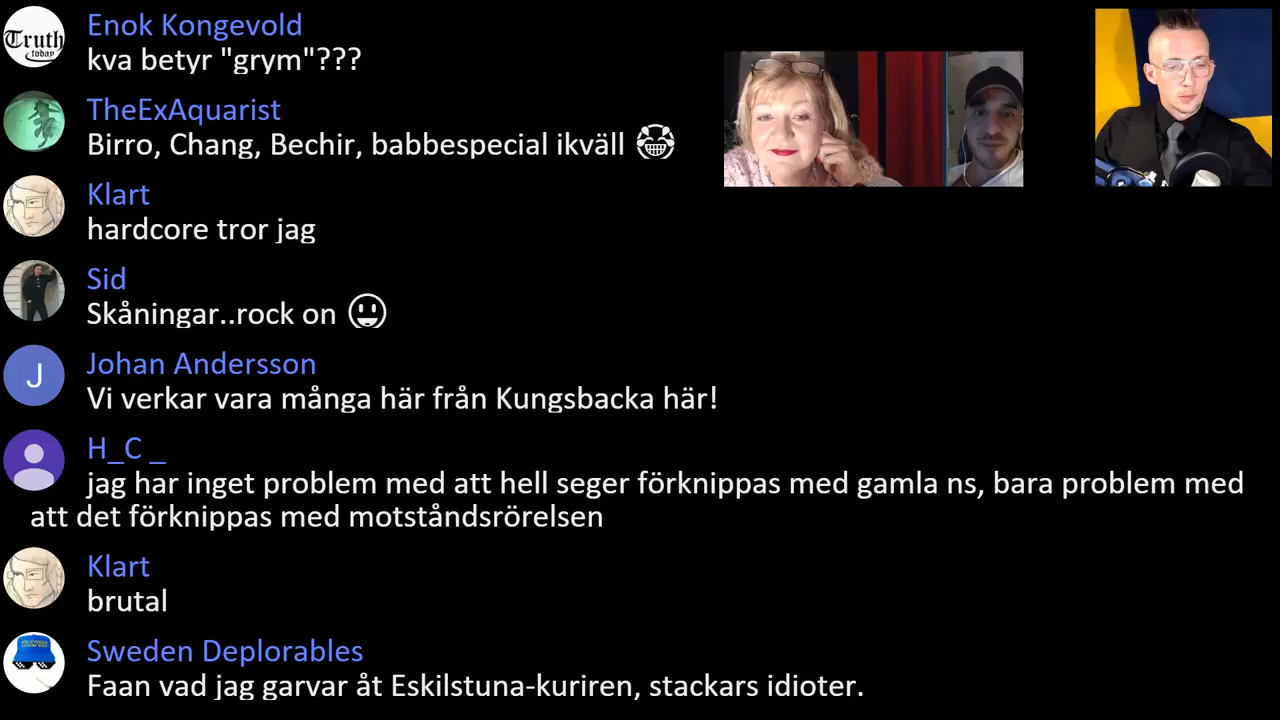 Truth
today
Enok Kongevold
kva betyr "grym"???
TheExAquarist
Birro, Chang, Bechir, babbespecial ikväll 😂
Klart
hardcore tror jag
Sid
Skåningar..rock on 😃
J
Johan Andersson
Vi verkar vara många här från Kungsbacka här!
H_C _
jag har inget problem med att hell seger förknippas med gamla ns, bara problem med
att det förknippas med motståndsrörelsen
Klart
brutal
Sweden Deplorables
Faan vad jag garvar åt Eskilstuna-kuriren, stackars idioter.